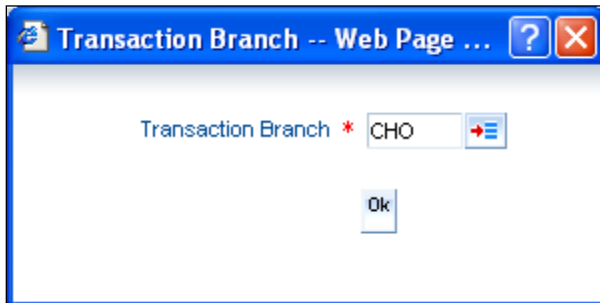 Transaction Branch -- Web Page ...
Transaction Branch * CHO
Ok